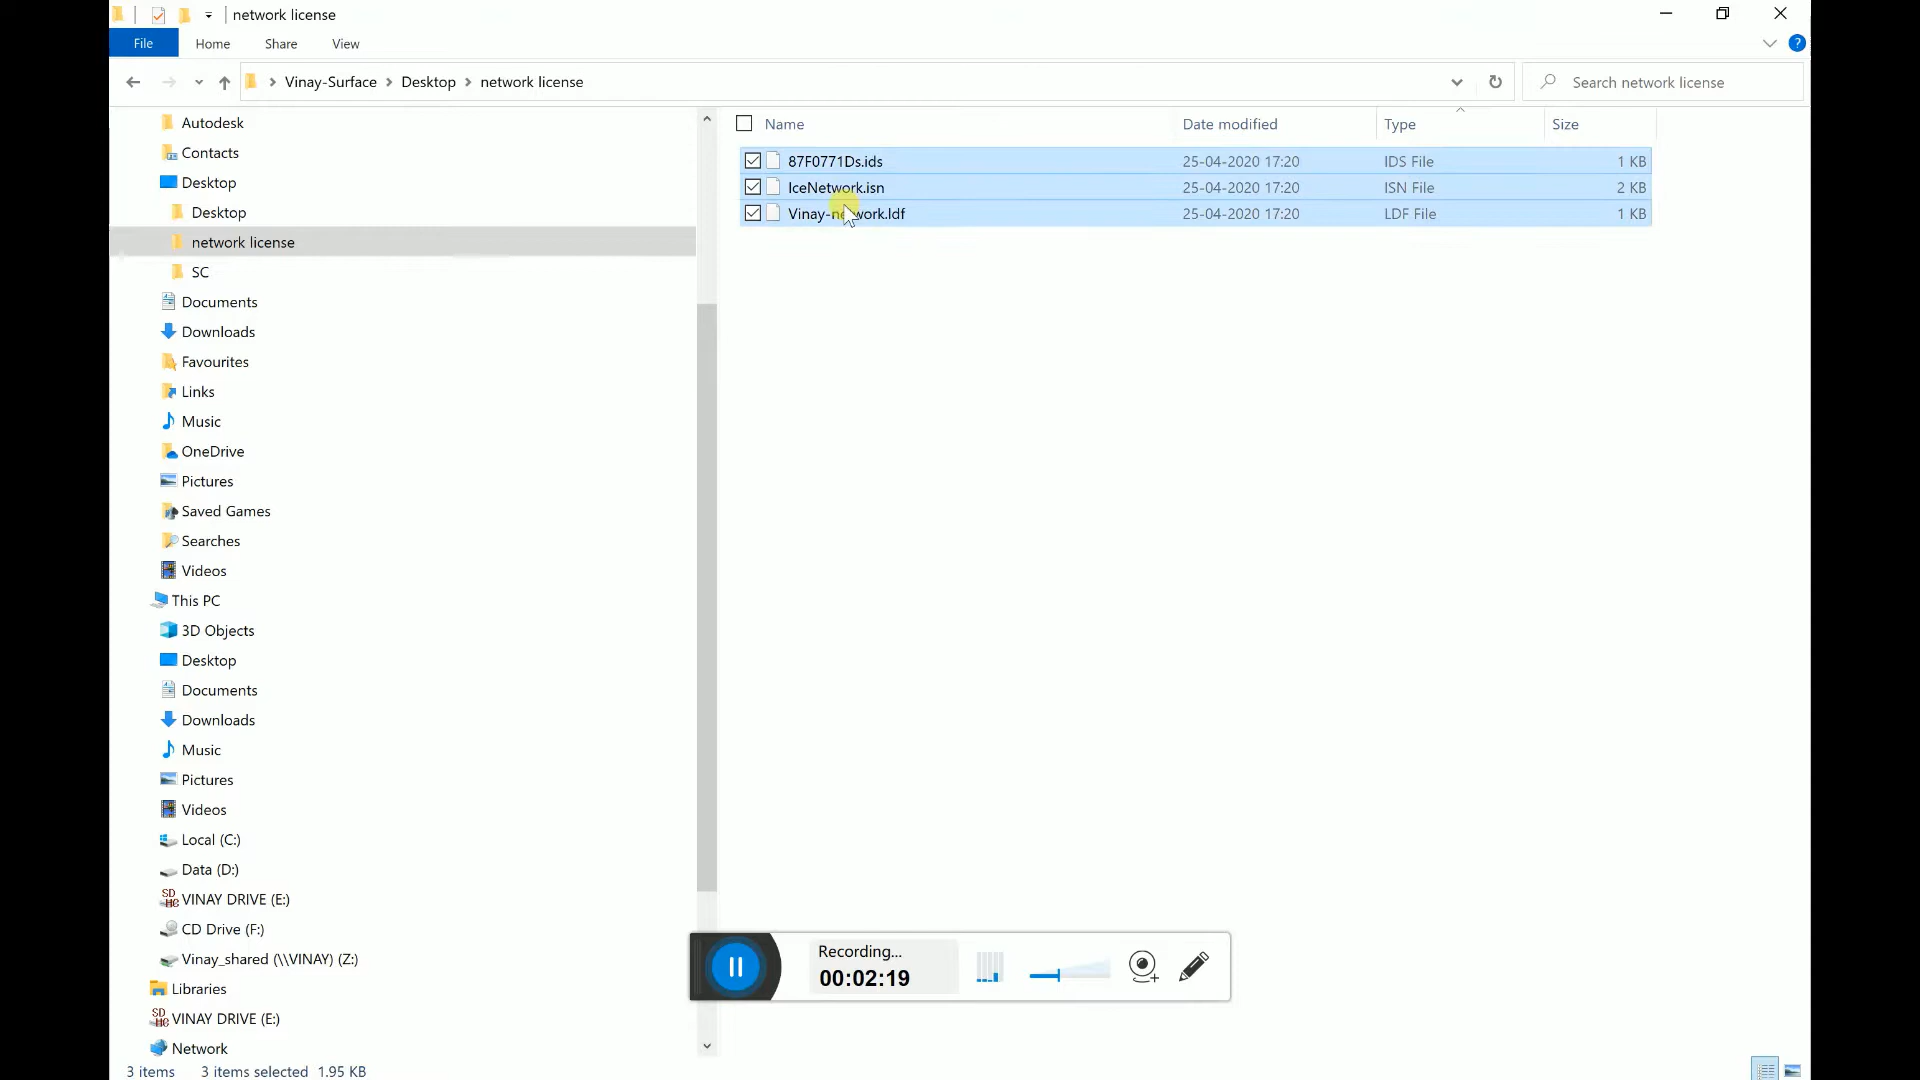 network license
File Home Share View
Vinay-Surface Desktop network license
Search network license
Autodesk
Contacts
Desktop
Desktop
network license
SC
Documents
Downloads
Favourites
Links
Music
OneDrive
Pictures
Saved Games
Searches
Videos
This PC
3D Objects
Desktop
Documents
Downloads
Music
Pictures
Videos
Local (C:)
Data (D:)
VINAY DRIVE (E:)
CD Drive (F:)
Vinay_shared (\\VINAY) (Z:)
Libraries
VINAY DRIVE (E:)
Network
Name Date modified Type Size
87F0771Ds.ids 25-04-2020 17:20 IDS File 1 KB
IceNetwork.isn 25-04-2020 17:20 ISN File 2 KB
Vinay-network.ldf 25-04-2020 17:20 LDF File 1 KB
Recording...
00:02:19
3 items 3 items selected 1.95 KB